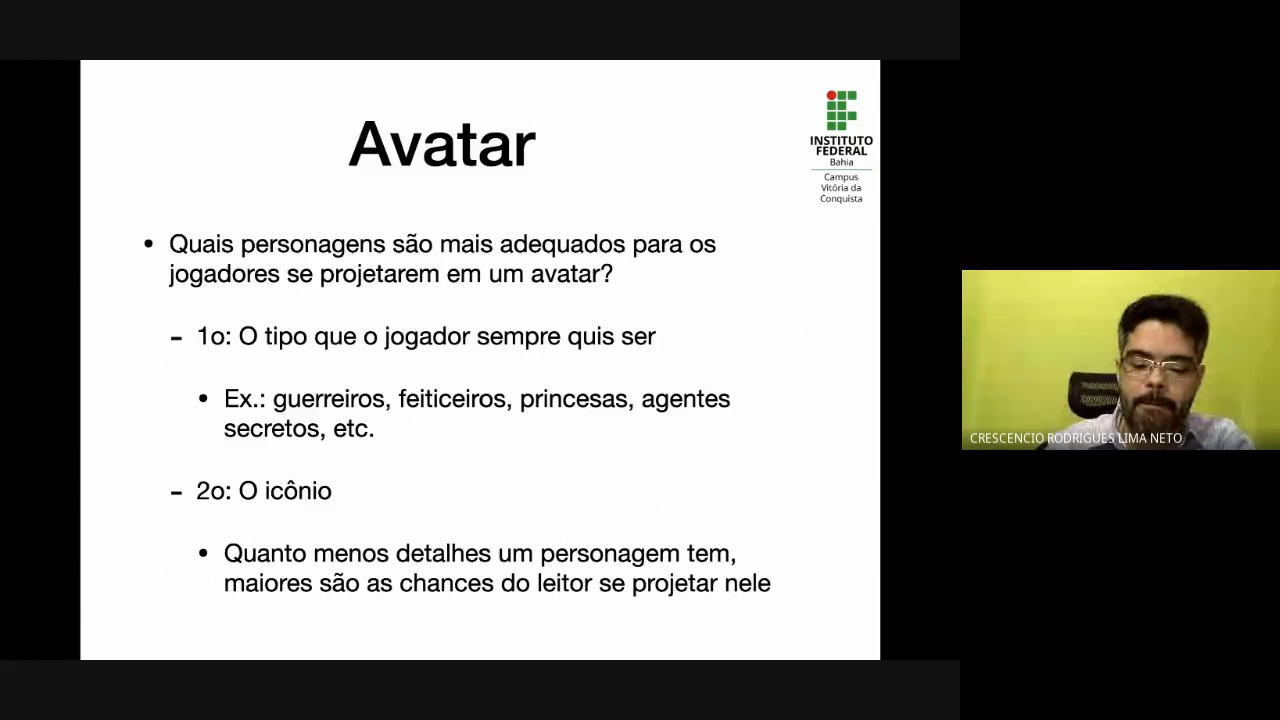 Avatar
INSTITUTO
FEDERAL
Bahia
Campus
Vitória da
Conquista
• Quais personagens são mais adequados para os
jogadores se projetarem em um avatar?
- 1o: O tipo que o jogador sempre quis ser
• Ex.: guerreiros, feiticeiros, princesas, agentes
secretos, etc.
- 2o: O icônio
• Quanto menos detalhes um personagem tem,
maiores são as chances do leitor se projetar nele
CRESCENCIO RODRIGUES LIMA NETO